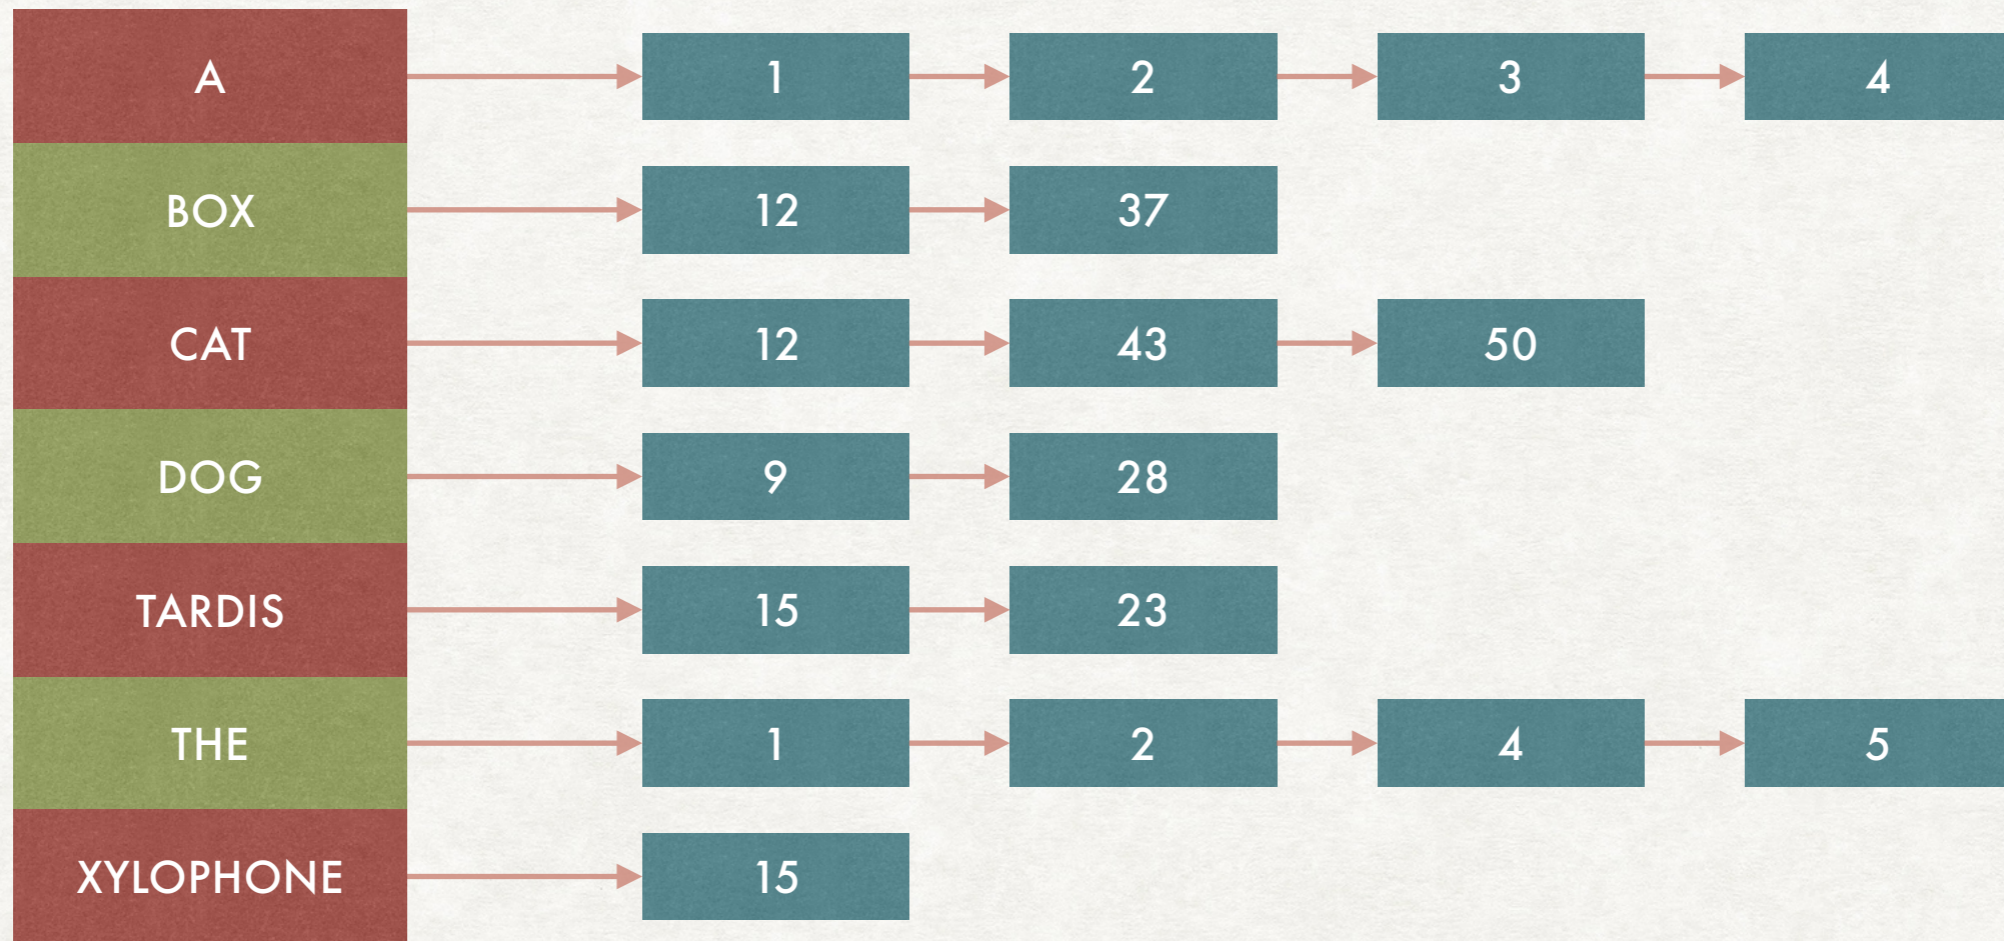 A 1 2 3 4
BOX 12 37
CAT 12 43 50
DOG 9 28
TARDIS 15 23
THE 1 2 4 5
XYLOPHONE 15